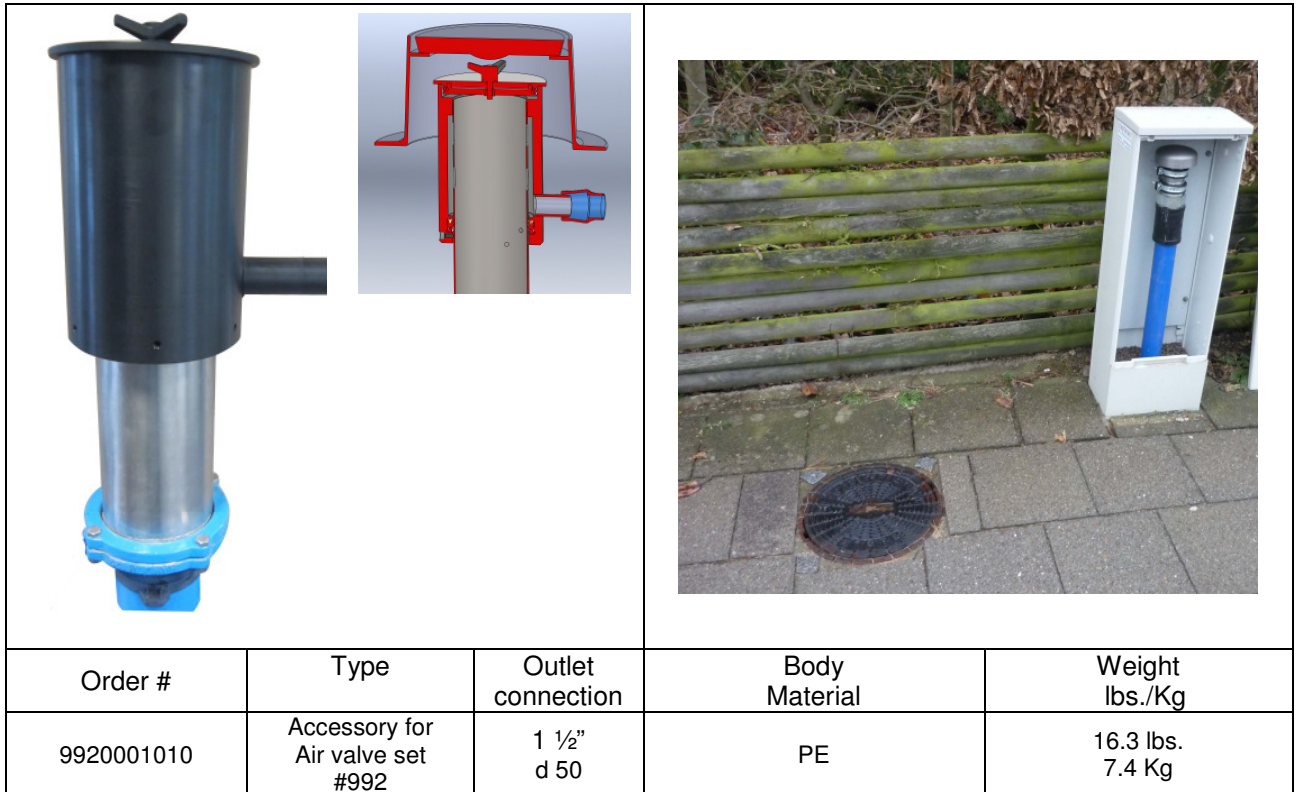 Order #
Type
Outlet
connection
Body
Material
Weight
lbs./Kg
9920001010
Accessory for
Air valve set
#992
1 ½”
d 50
PE
16.3 lbs.
7.4 Kg